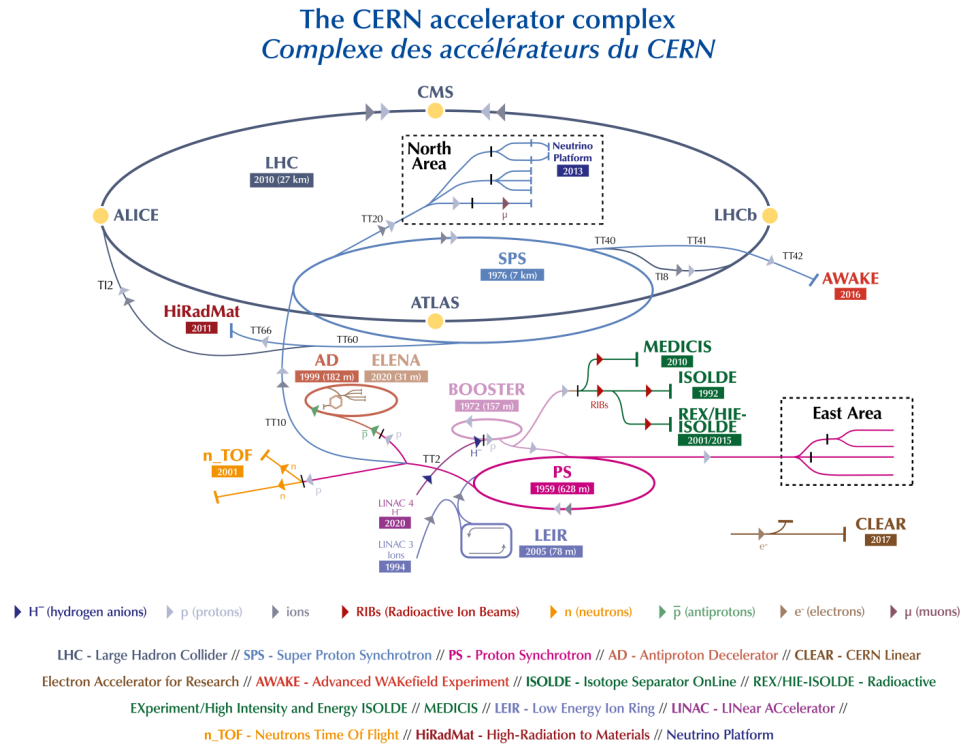 The CERN accelerator complex
Complexe des accélérateurs du CERN
CMS
North
Area
Neutrino
Platform
2013
LHC
2010 (27 km)
μ
ALICE
TT20
LHCb
TT40
TT41
TT42
SPS
1976 (7 km)
TI8
AWAKE
2016
TI2
ATLAS
HiRadMat
2011
TT66
TT60
MEDICIS
2010
AD
1999 (182 m)
ELENA
2020 (31 m)
BOOSTER
1972 (157 m)
ISOLDE
1992
RIBs
REX/HIE-
ISOLDE
2001/2015
East Area
TT10
p̅
p
H⁻
p
n_TOF
2001
n
n
p
TT2
PS
1959 (628 m)
LINAC 4
H⁻
2020
LEIR
2005 (78 m)
LINAC 3
Ions
1994
e⁻
CLEAR
2017
H⁻ (hydrogen anions)
p (protons)
ions
RIBs (Radioactive Ion Beams)
n (neutrons)
p̅ (antiprotons)
e⁻ (electrons)
μ (muons)
LHC - Large Hadron Collider // SPS - Super Proton Synchrotron // PS - Proton Synchrotron // AD - Antiproton Decelerator // CLEAR - CERN Linear
Electron Accelerator for Research // AWAKE - Advanced WAKefield Experiment // ISOLDE - Isotope Separator OnLine // REX/HIE-ISOLDE - Radioactive
EXperiment/High Intensity and Energy ISOLDE // MEDICIS // LEIR - Low Energy Ion Ring // LINAC - LINear ACcelerator //
n_TOF - Neutrons Time Of Flight // HiRadMat - High-Radiation to Materials // Neutrino Platform